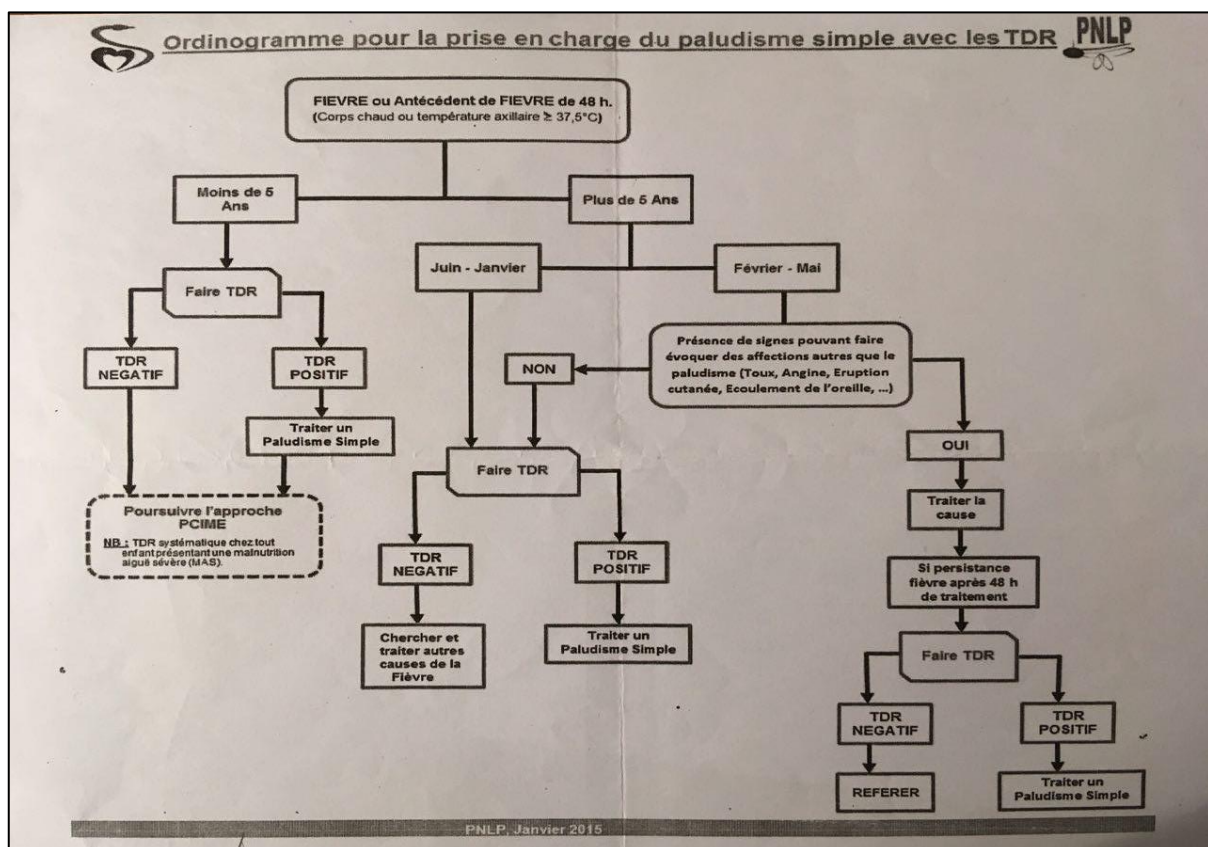 Ordinogramme pour la prise en charge du paludisme simple avec les TDR
PNLP
FIEVRE ou Antécédent de FIEVRE de 48 h.
(Corps chaud ou température axillaire ≥ 37,5°C)
Moins de 5
Ans
Plus de 5 Ans
Juin - Janvier
Février - Mai
Faire TDR
TDR
NEGATIF
TDR
POSITIF
Traiter un
Paludisme Simple
Poursuivre l'approche
PCIME
NB : TDR systématique chez tout
enfant présentant une malnutrition
aiguë sévère (MAS).
Présence de signes pouvant faire
évoquer des affections autres que le
paludisme (Toux, Angine, Eruption
cutanée, Ecoulement de l'oreille, ...)
NON
Faire TDR
TDR
NEGATIF
TDR
POSITIF
Chercher et
traiter autres
causes de la
Fièvre
Traiter un
Paludisme Simple
OUI
Traiter la
cause
Si persistance
fièvre après 48 h
de traitement
Faire TDR
TDR
NEGATIF
TDR
POSITIF
REFERER
Traiter un
Paludisme Simple
PNLP, Janvier 2015